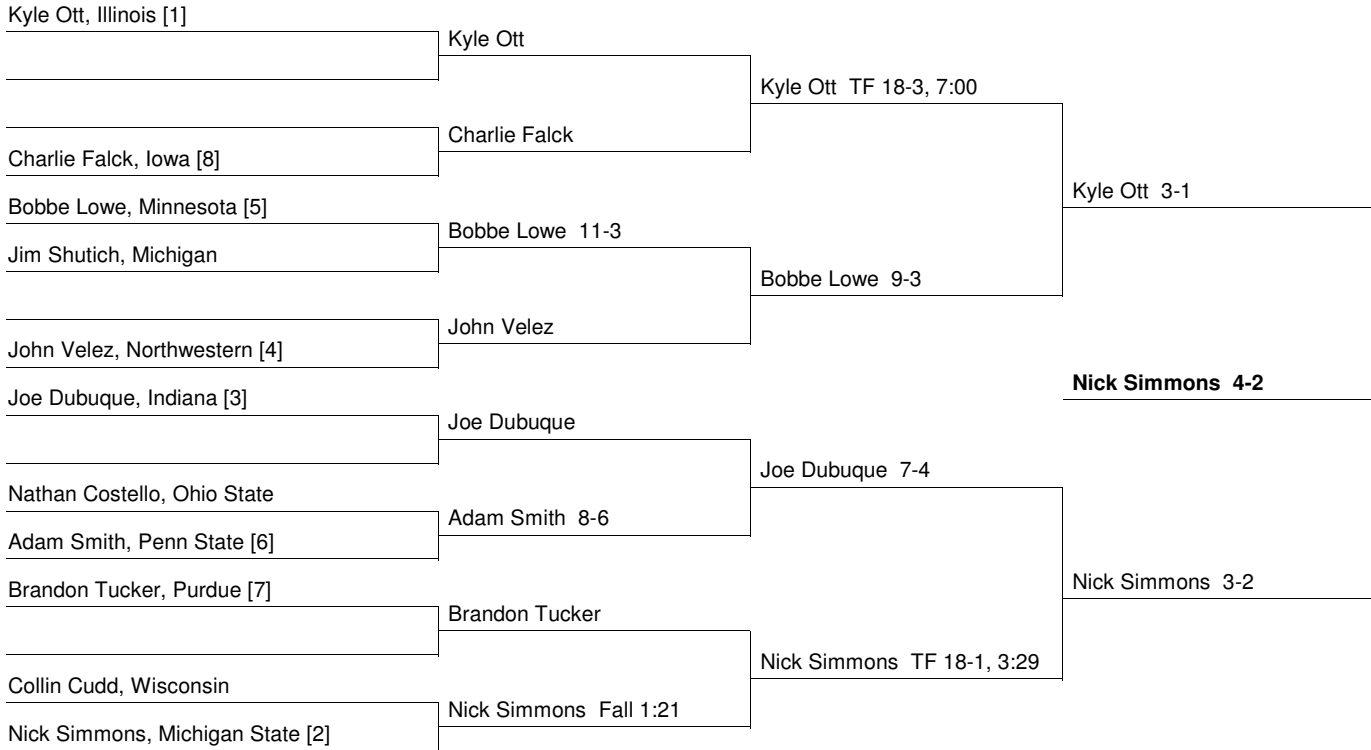 Kyle Ott, Illinois [1]
Charlie Falck, Iowa [8]
Bobbe Lowe, Minnesota [5]
Jim Shutich, Michigan
John Velez, Northwestern [4]
Joe Dubuque, Indiana [3]
Nathan Costello, Ohio State
Adam Smith, Penn State [6]
Brandon Tucker, Purdue [7]
Collin Cudd, Wisconsin
Nick Simmons, Michigan State [2]
Kyle Ott
Charlie Falck
Bobbe Lowe 11-3
John Velez
Joe Dubuque
Adam Smith 8-6
Brandon Tucker
Nick Simmons Fall 1:21
Kyle Ott TF 18-3, 7:00
Bobbe Lowe 9-3
Joe Dubuque 7-4
Nick Simmons TF 18-1, 3:29
Kyle Ott 3-1
Nick Simmons 4-2
Nick Simmons 3-2